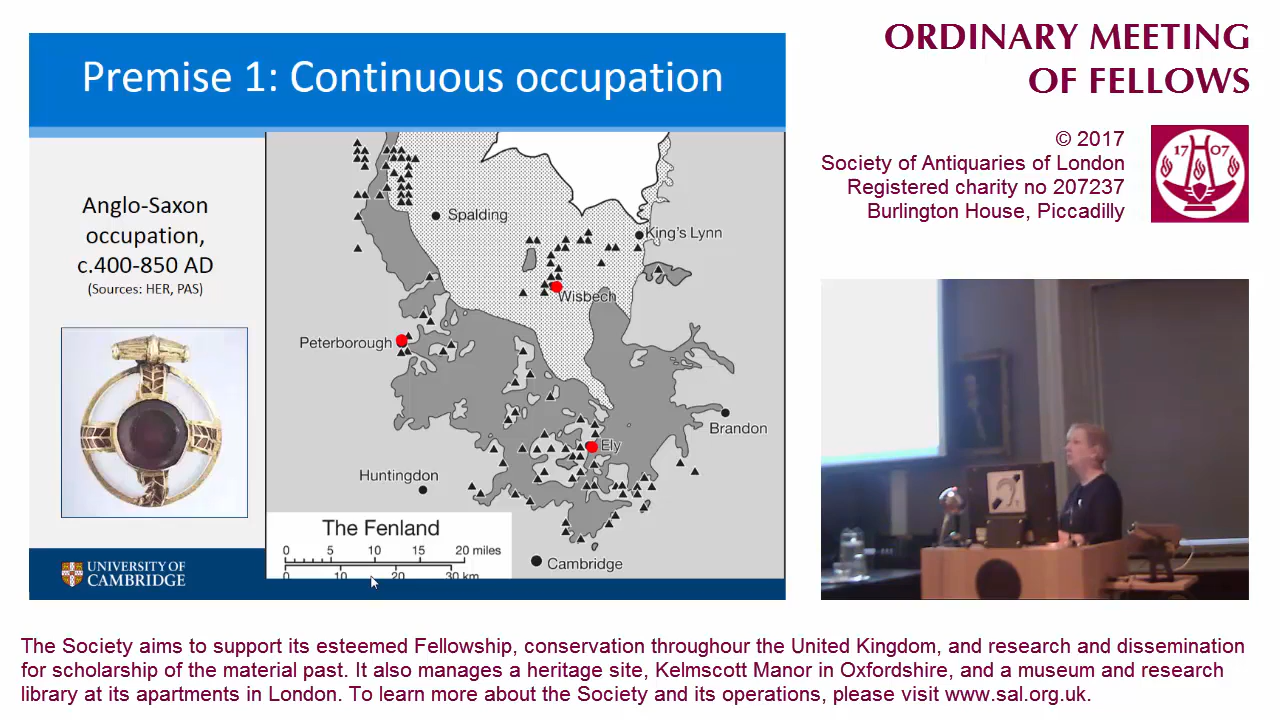 Premise 1: Continuous occupation
Anglo-Saxon
occupation,
c.400-850 AD
(Sources: HER, PAS)
Spalding
King's Lynn
Wisbech
Peterborough
Brandon
Ely
Huntingdon
The Fenland
0 5 10 15 20 miles
0 10 20 30 km
Cambridge
UNIVERSITY OF
CAMBRIDGE
ORDINARY MEETING
OF FELLOWS
© 2017
Society of Antiquaries of London
Registered charity no 207237
Burlington House, Piccadilly
17 07
The Society aims to support its esteemed Fellowship, conservation throughour the United Kingdom, and research and dissemination
for scholarship of the material past. It also manages a heritage site, Kelmscott Manor in Oxfordshire, and a museum and research
library at its apartments in London. To learn more about the Society and its operations, please visit www.sal.org.uk.